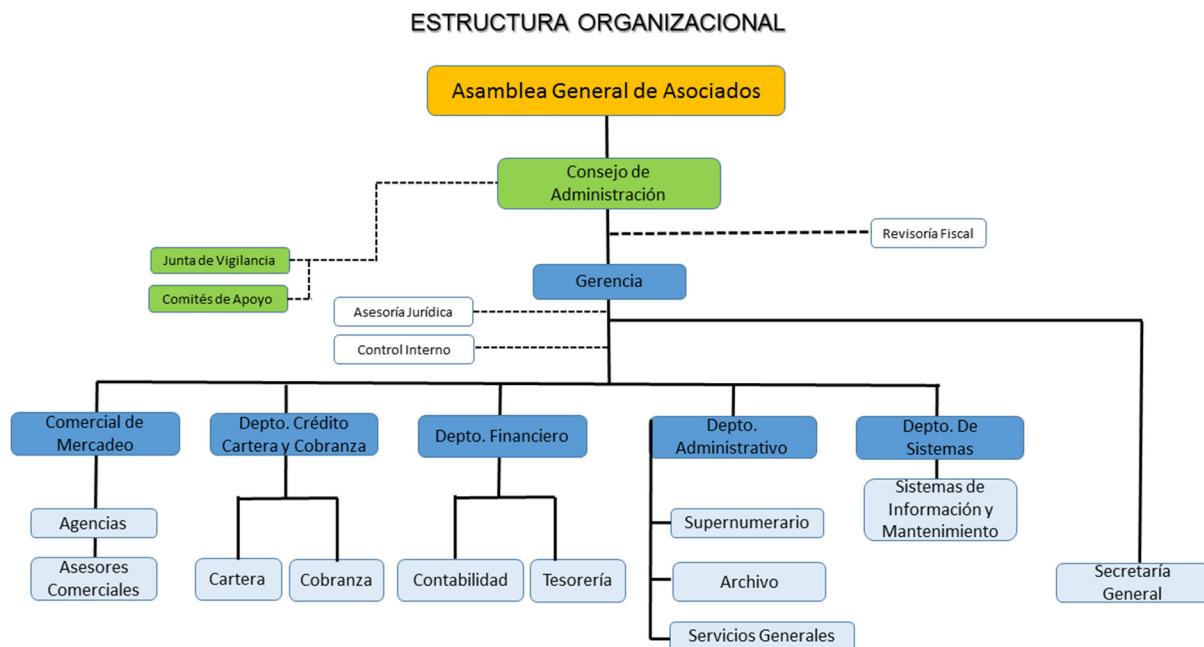 ESTRUCTURA ORGANIZACIONAL
Asamblea General de Asociados
Consejo de
Administración
Revisoría Fiscal
Junta de Vigilancia
Gerencia
Comités de Apoyo
Asesoría Jurídica
Control Interno
Comercial de
Mercadeo
Depto. Crédito
Cartera y Cobranza
Depto. Financiero
Depto.
Administrativo
Depto. De
Sistemas
Agencias
Asesores
Comerciales
Cartera
Cobranza
Contabilidad
Tesorería
Supernumerario
Archivo
Servicios Generales
Sistemas de
Información y
Mantenimiento
Secretaría
General